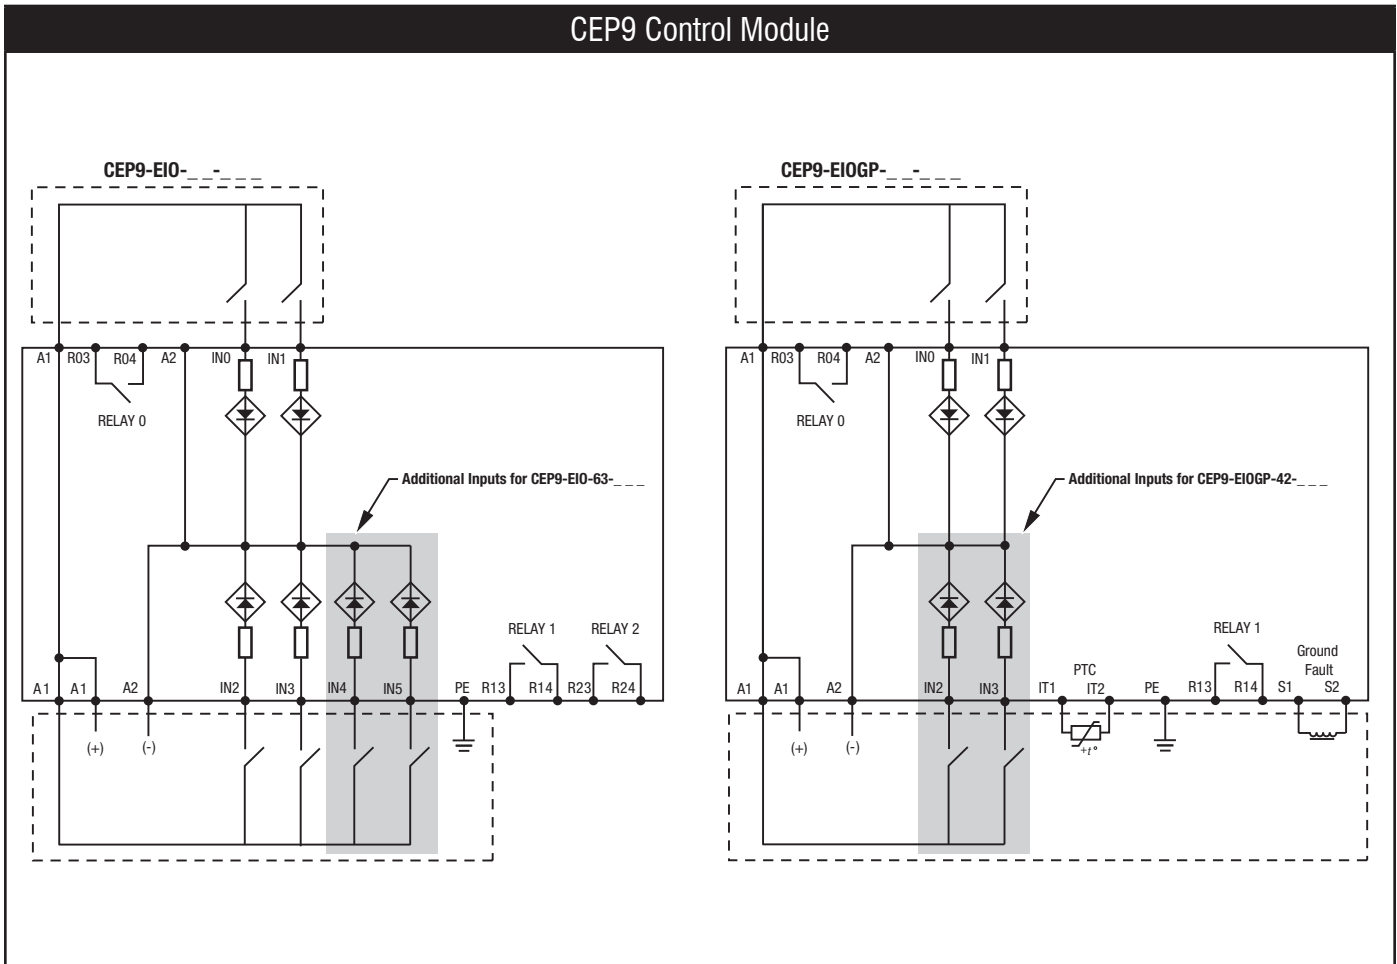 CEP9 Control Module
CEP9-EIO-_ _-_ _ _
A1 R03 R04 A2 IN0 IN1
RELAY 0
Additional Inputs for CEP9-EIO-63-_ _ _
RELAY 1 RELAY 2
A1 A1 A2 IN2 IN3 IN4 IN5 PE R13 R14 R23 R24
(+) (-)
CEP9-EIOGP-_ _-_ _ _
A1 R03 R04 A2 IN0 IN1
RELAY 0
Additional Inputs for CEP9-EIOGP-42-_ _ _
RELAY 1
Ground
Fault
PTC
A1 A1 A2 IN2 IN3 IT1 IT2 PE R13 R14 S1 S2
(+) (-)
+t°